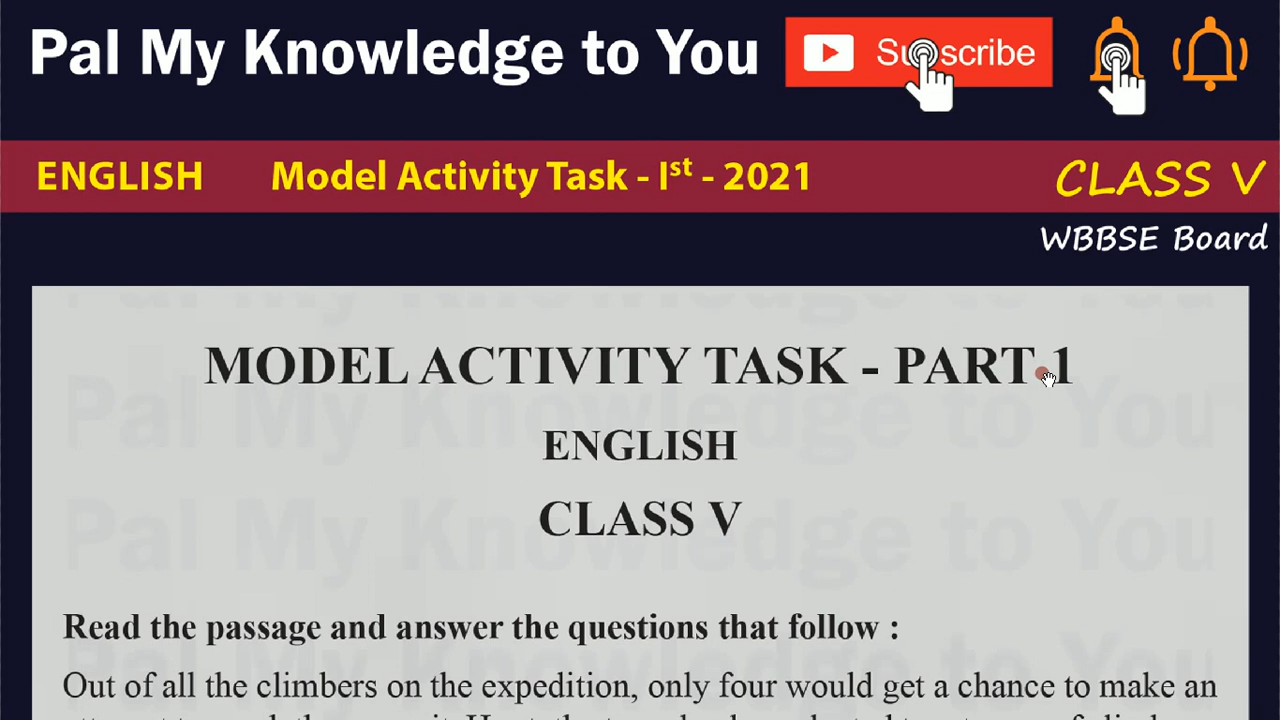 Pal My Knowledge to You Subscribe
ENGLISH Model Activity Task - Ist - 2021 CLASS V
WBBSE Board
MODEL ACTIVITY TASK - PART-1
ENGLISH
CLASS V
Read the passage and answer the questions that follow :
Out of all the climbers on the expedition, only four would get a chance to make an